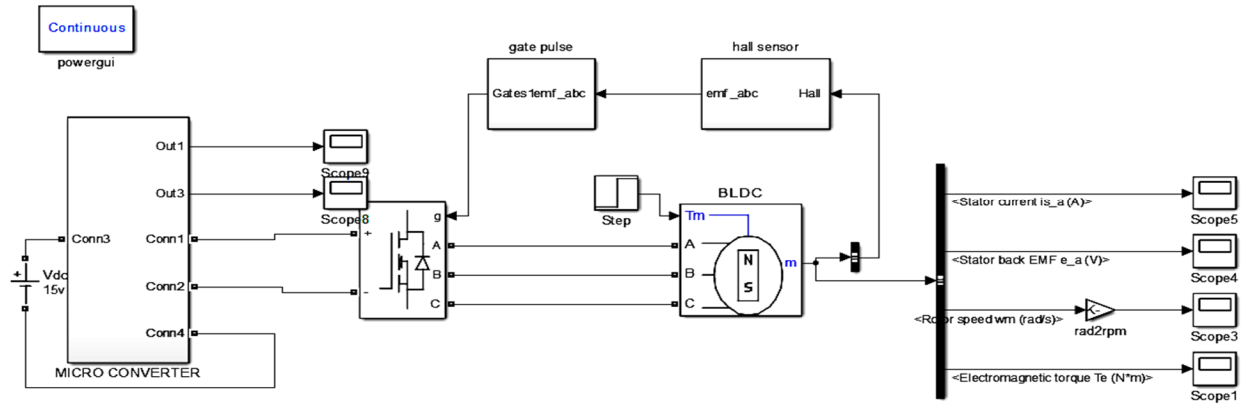 Continuous
powergui
gate pulse
hall sensor
Gates1emf_abc
emf_abc
Hall
Out1
Out3
Conn3
Conn1
Conn2
Conn4
Scope9
Scope8
+
Vdc
15v
MICRO CONVERTER
g
+
-
A
B
C
Step
BLDC
Tm
A
B
C
N
S
m
<Stator current is_a (A)>
<Stator back EMF e_a (V)>
<Rotor speed wm (rad/s)>
<Electromagnetic torque Te (N*m)>
K-
rad2rpm
Scope5
Scope4
Scope3
Scope1